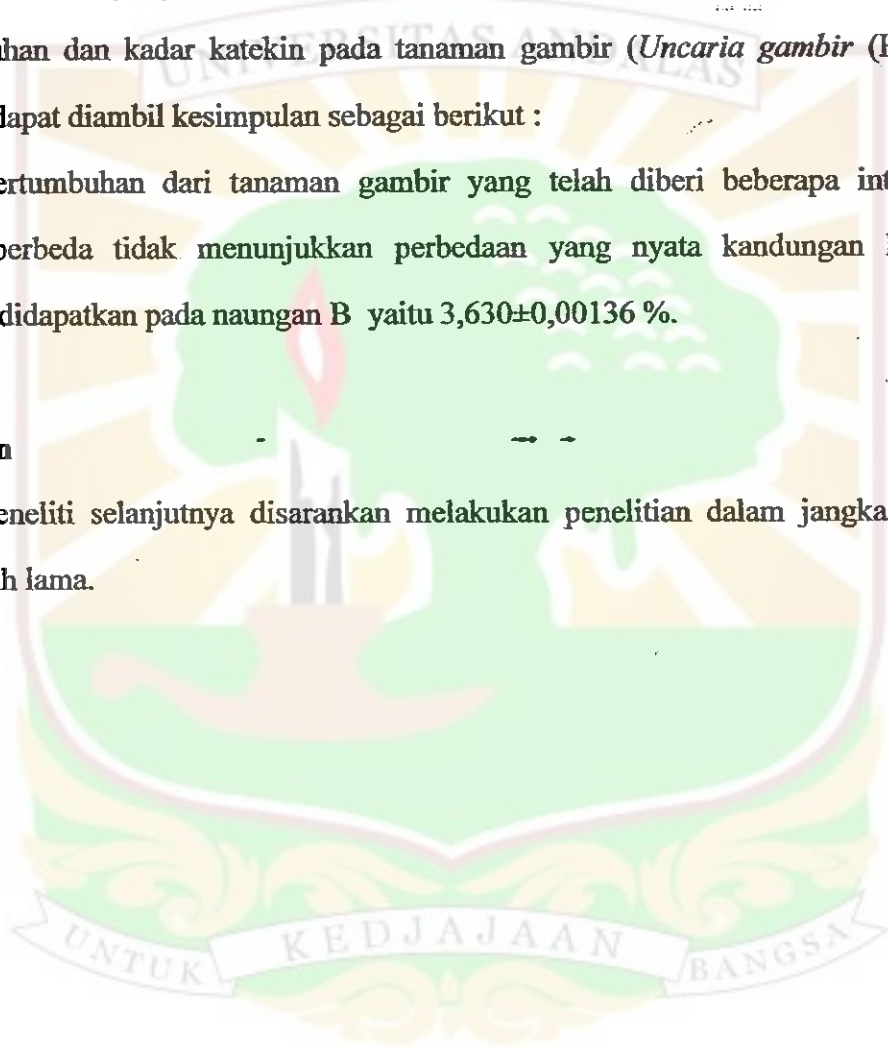 UNIVERSITAS ANDALAS
uhan dan kadar katekin pada tanaman gambir (Uncaria gambir (H
dapat diambil kesimpulan sebagai berikut :
ertumbuhan dari tanaman gambir yang telah diberi beberapa int
berbeda tidak menunjukkan perbedaan yang nyata kandungan
didapatkan pada naungan B yaitu 3,630±0,00136 %.
n
eneliti selanjutnya disarankan melakukan penelitian dalam jangka
h lama.
UNTUK KEDJAJAAN BANGSA